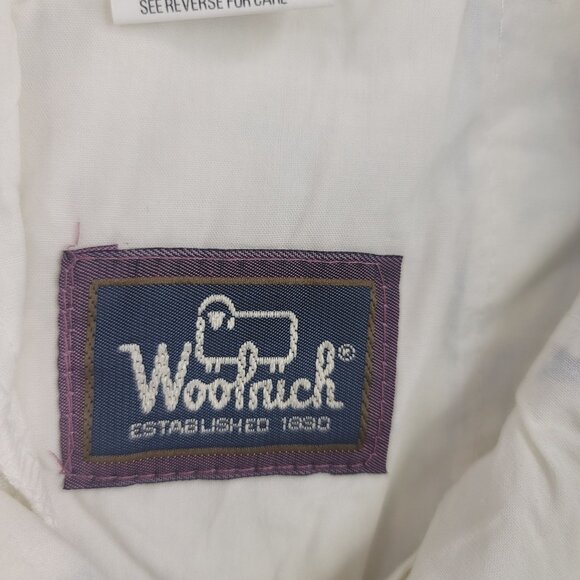 SEE REVERSE FOR CARE
Woolrich®
ESTABLISHED 1830